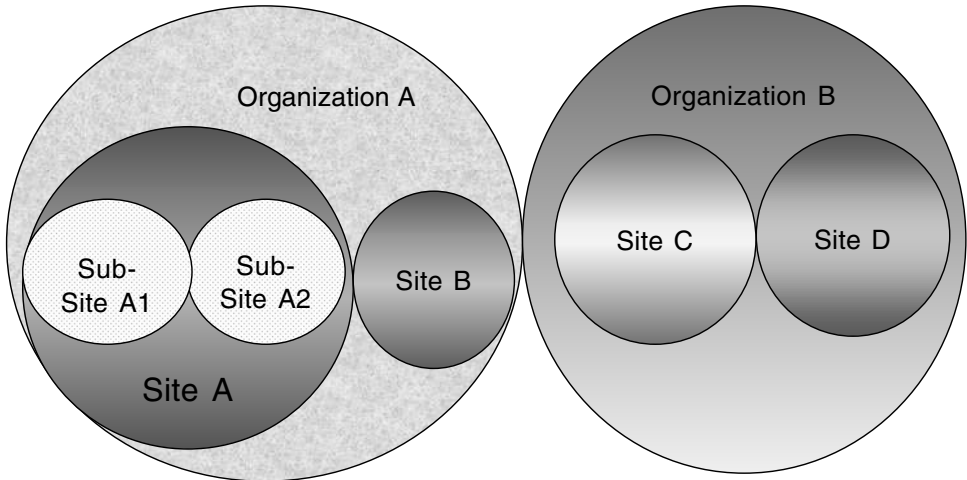 Organization A
Organization B
Sub-
Site A1
Sub-
Site A2
Site B
Site C
Site D
Site A